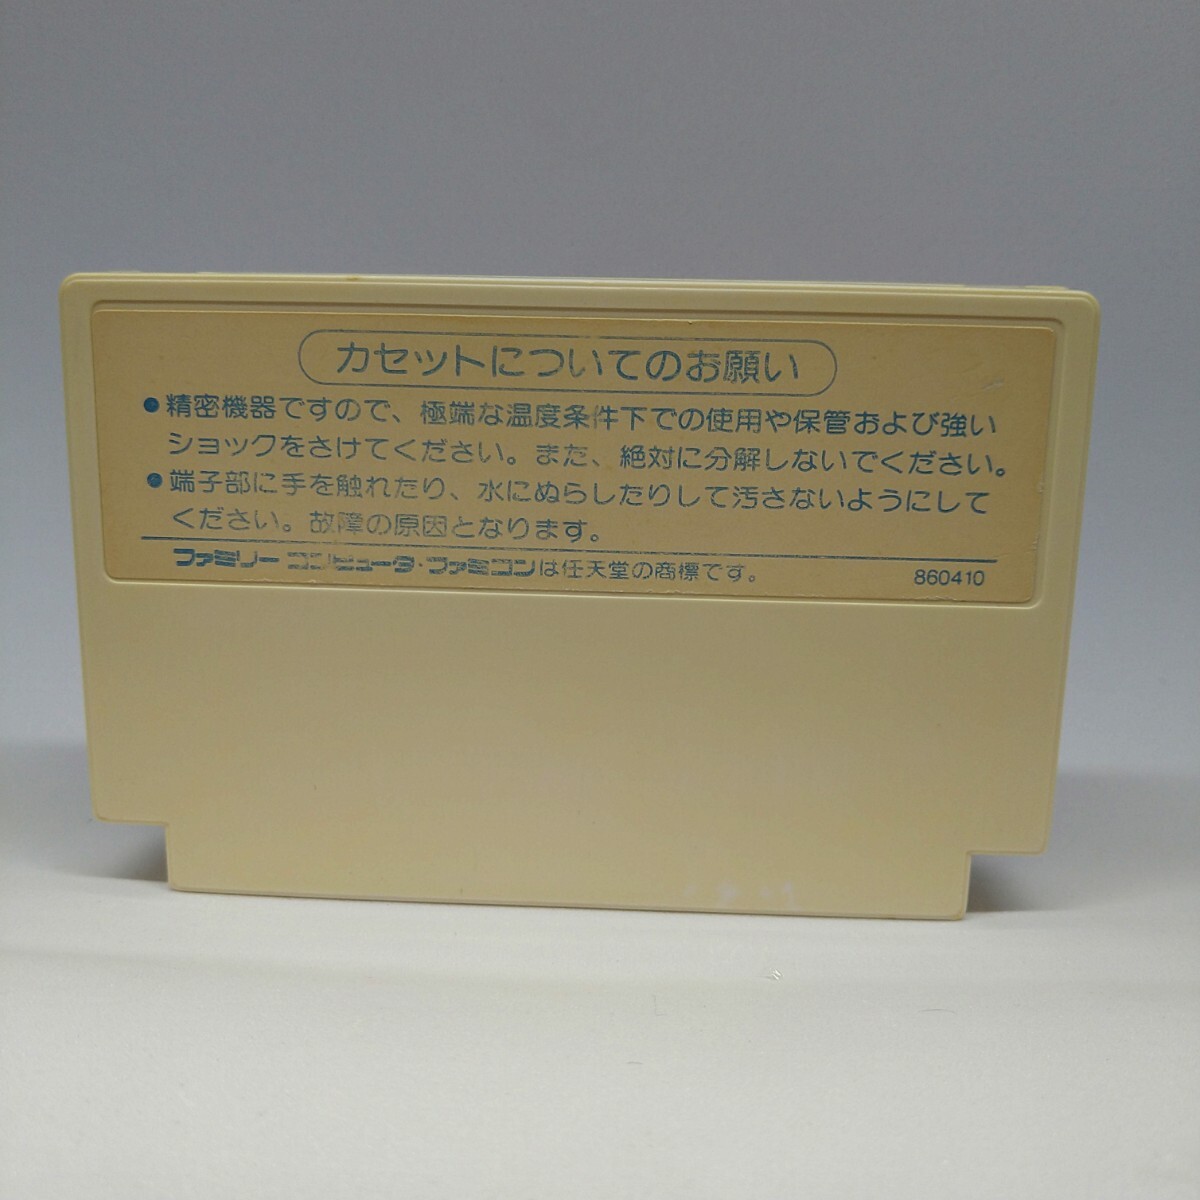 カセットについてのお願い
●精密機器ですので、極端な温度条件下での使用や保管および強い
ショックをさけてください。また、絶対に分解しないでください。
●端子部に手を触れたり、水にぬらしたりして汚さないようにして
ください。故障の原因となります。
ファミリーコンピュータ・ファミコンは任天堂の商標です。 860410